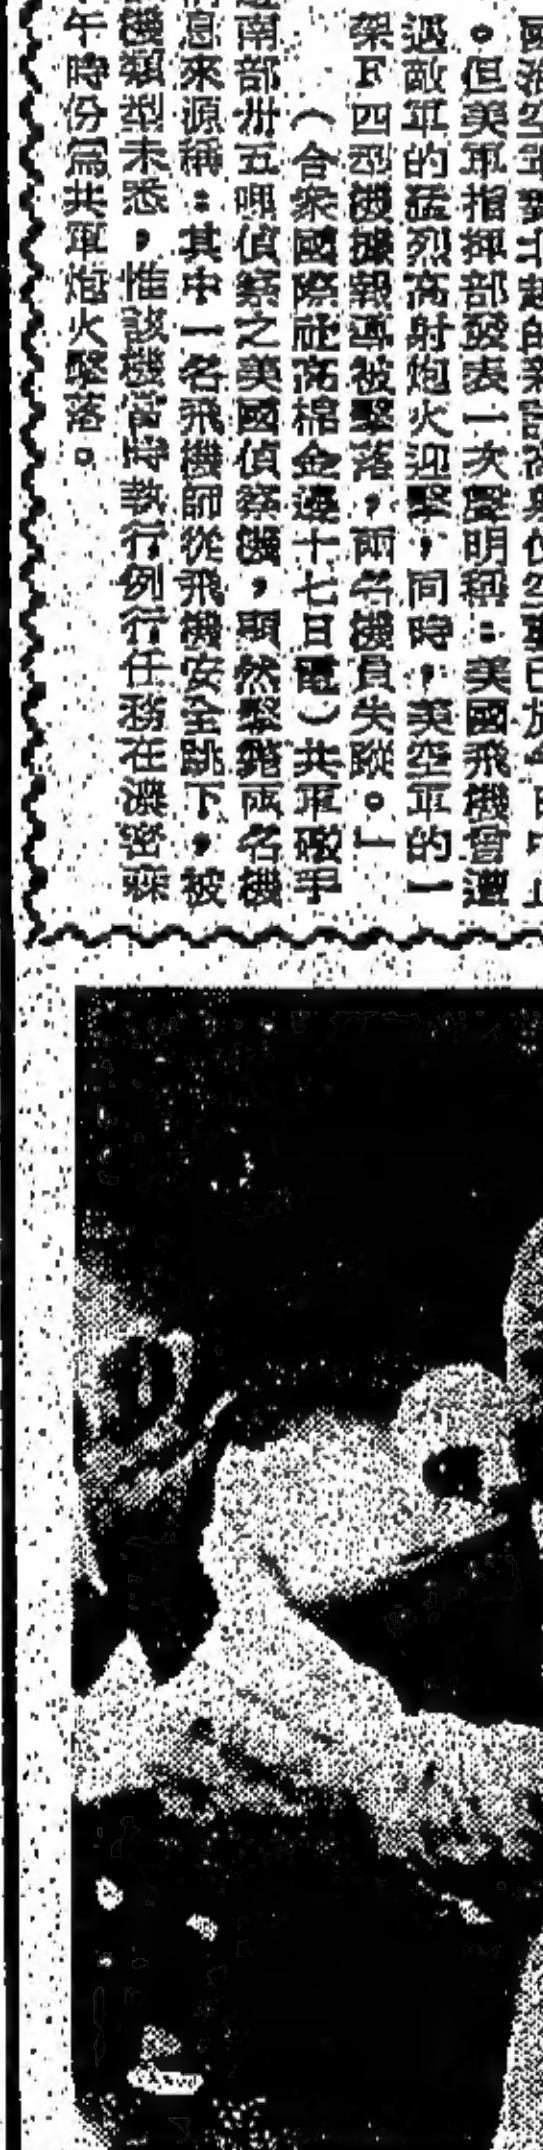 。但美軍指揮部發表一次聲明稱：美國飛機曾遭
遇敵軍的猛烈高射炮火迎擊，同時，美空軍的一
架F四型機據報導被擊落，兩名機員失蹤。」
（合衆國際社高棉金邊十七日電）共軍礮手
南部卅五哩偵察之美國偵察機，顯然擊斃兩名機
息來源稱：其中一名飛機師從飛機安全跳下，被
機類型未悉，惟該機當時執行例行任務在濃密森
午時份爲共軍炮火擊落。